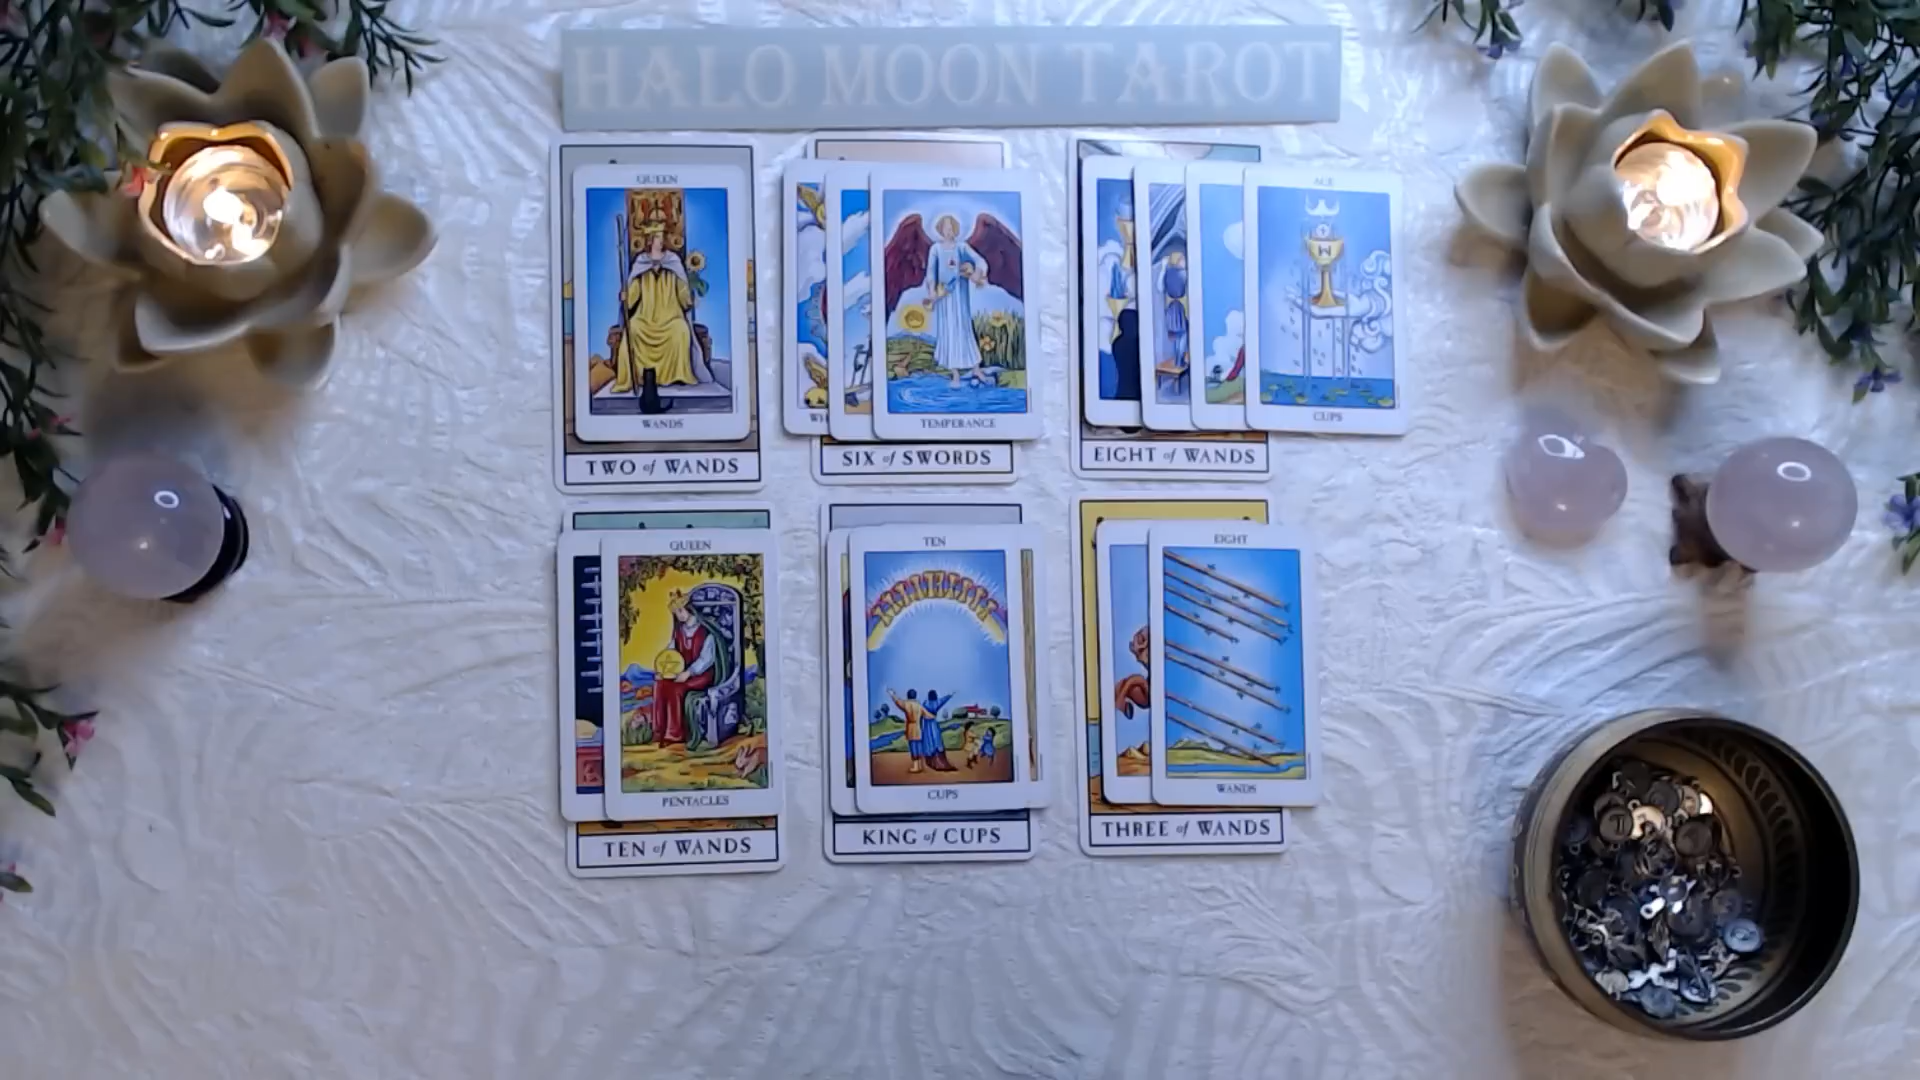 HALO MOON TAROT
QUEEN
WANDS
TWO of WANDS
XIV
TEMPERANCE
SIX of SWORDS
ACE
CUPS
EIGHT of WANDS
QUEEN
PENTACLES
TEN of WANDS
TEN
CUPS
KING of CUPS
EIGHT
WANDS
THREE of WANDS